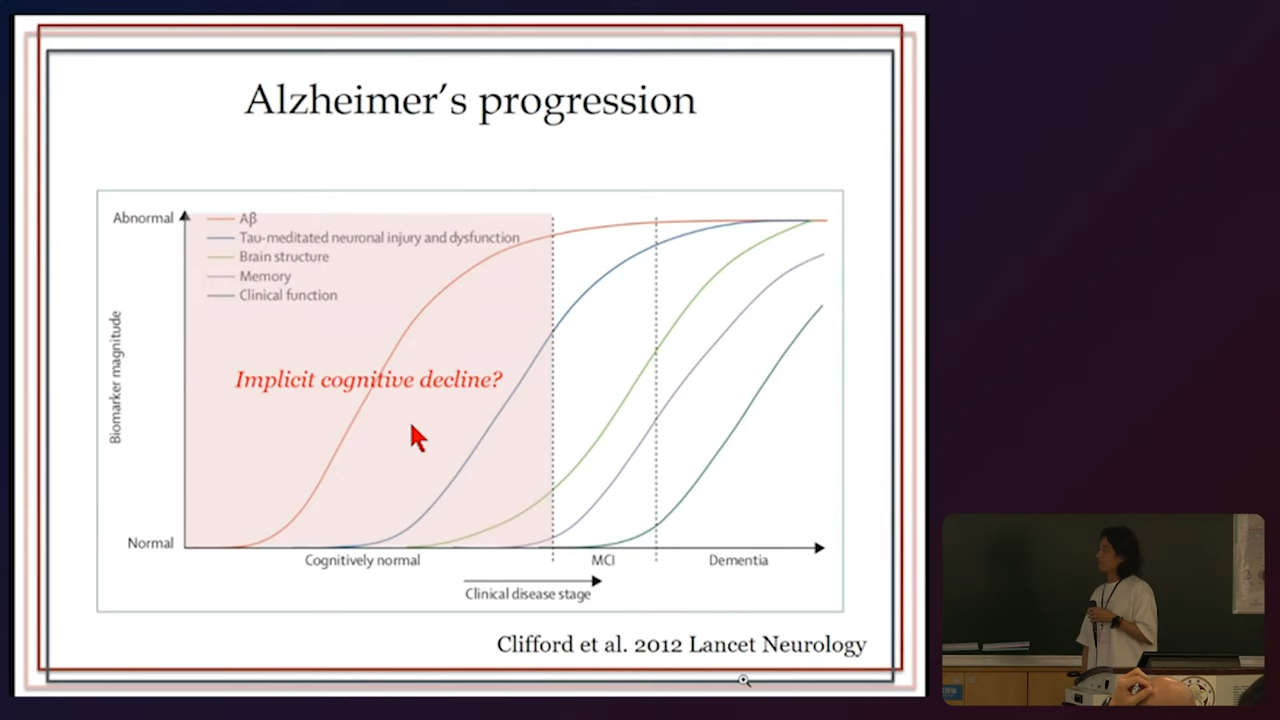 Alzheimer's progression
Abnormal
Aβ
Tau-meditated neuronal injury and dysfunction
Brain structure
Memory
Clinical function
Biomarker magnitude
Implicit cognitive decline?
Normal
Cognitively normal
MCI
Dementia
Clinical disease stage
Clifford et al. 2012 Lancet Neurology